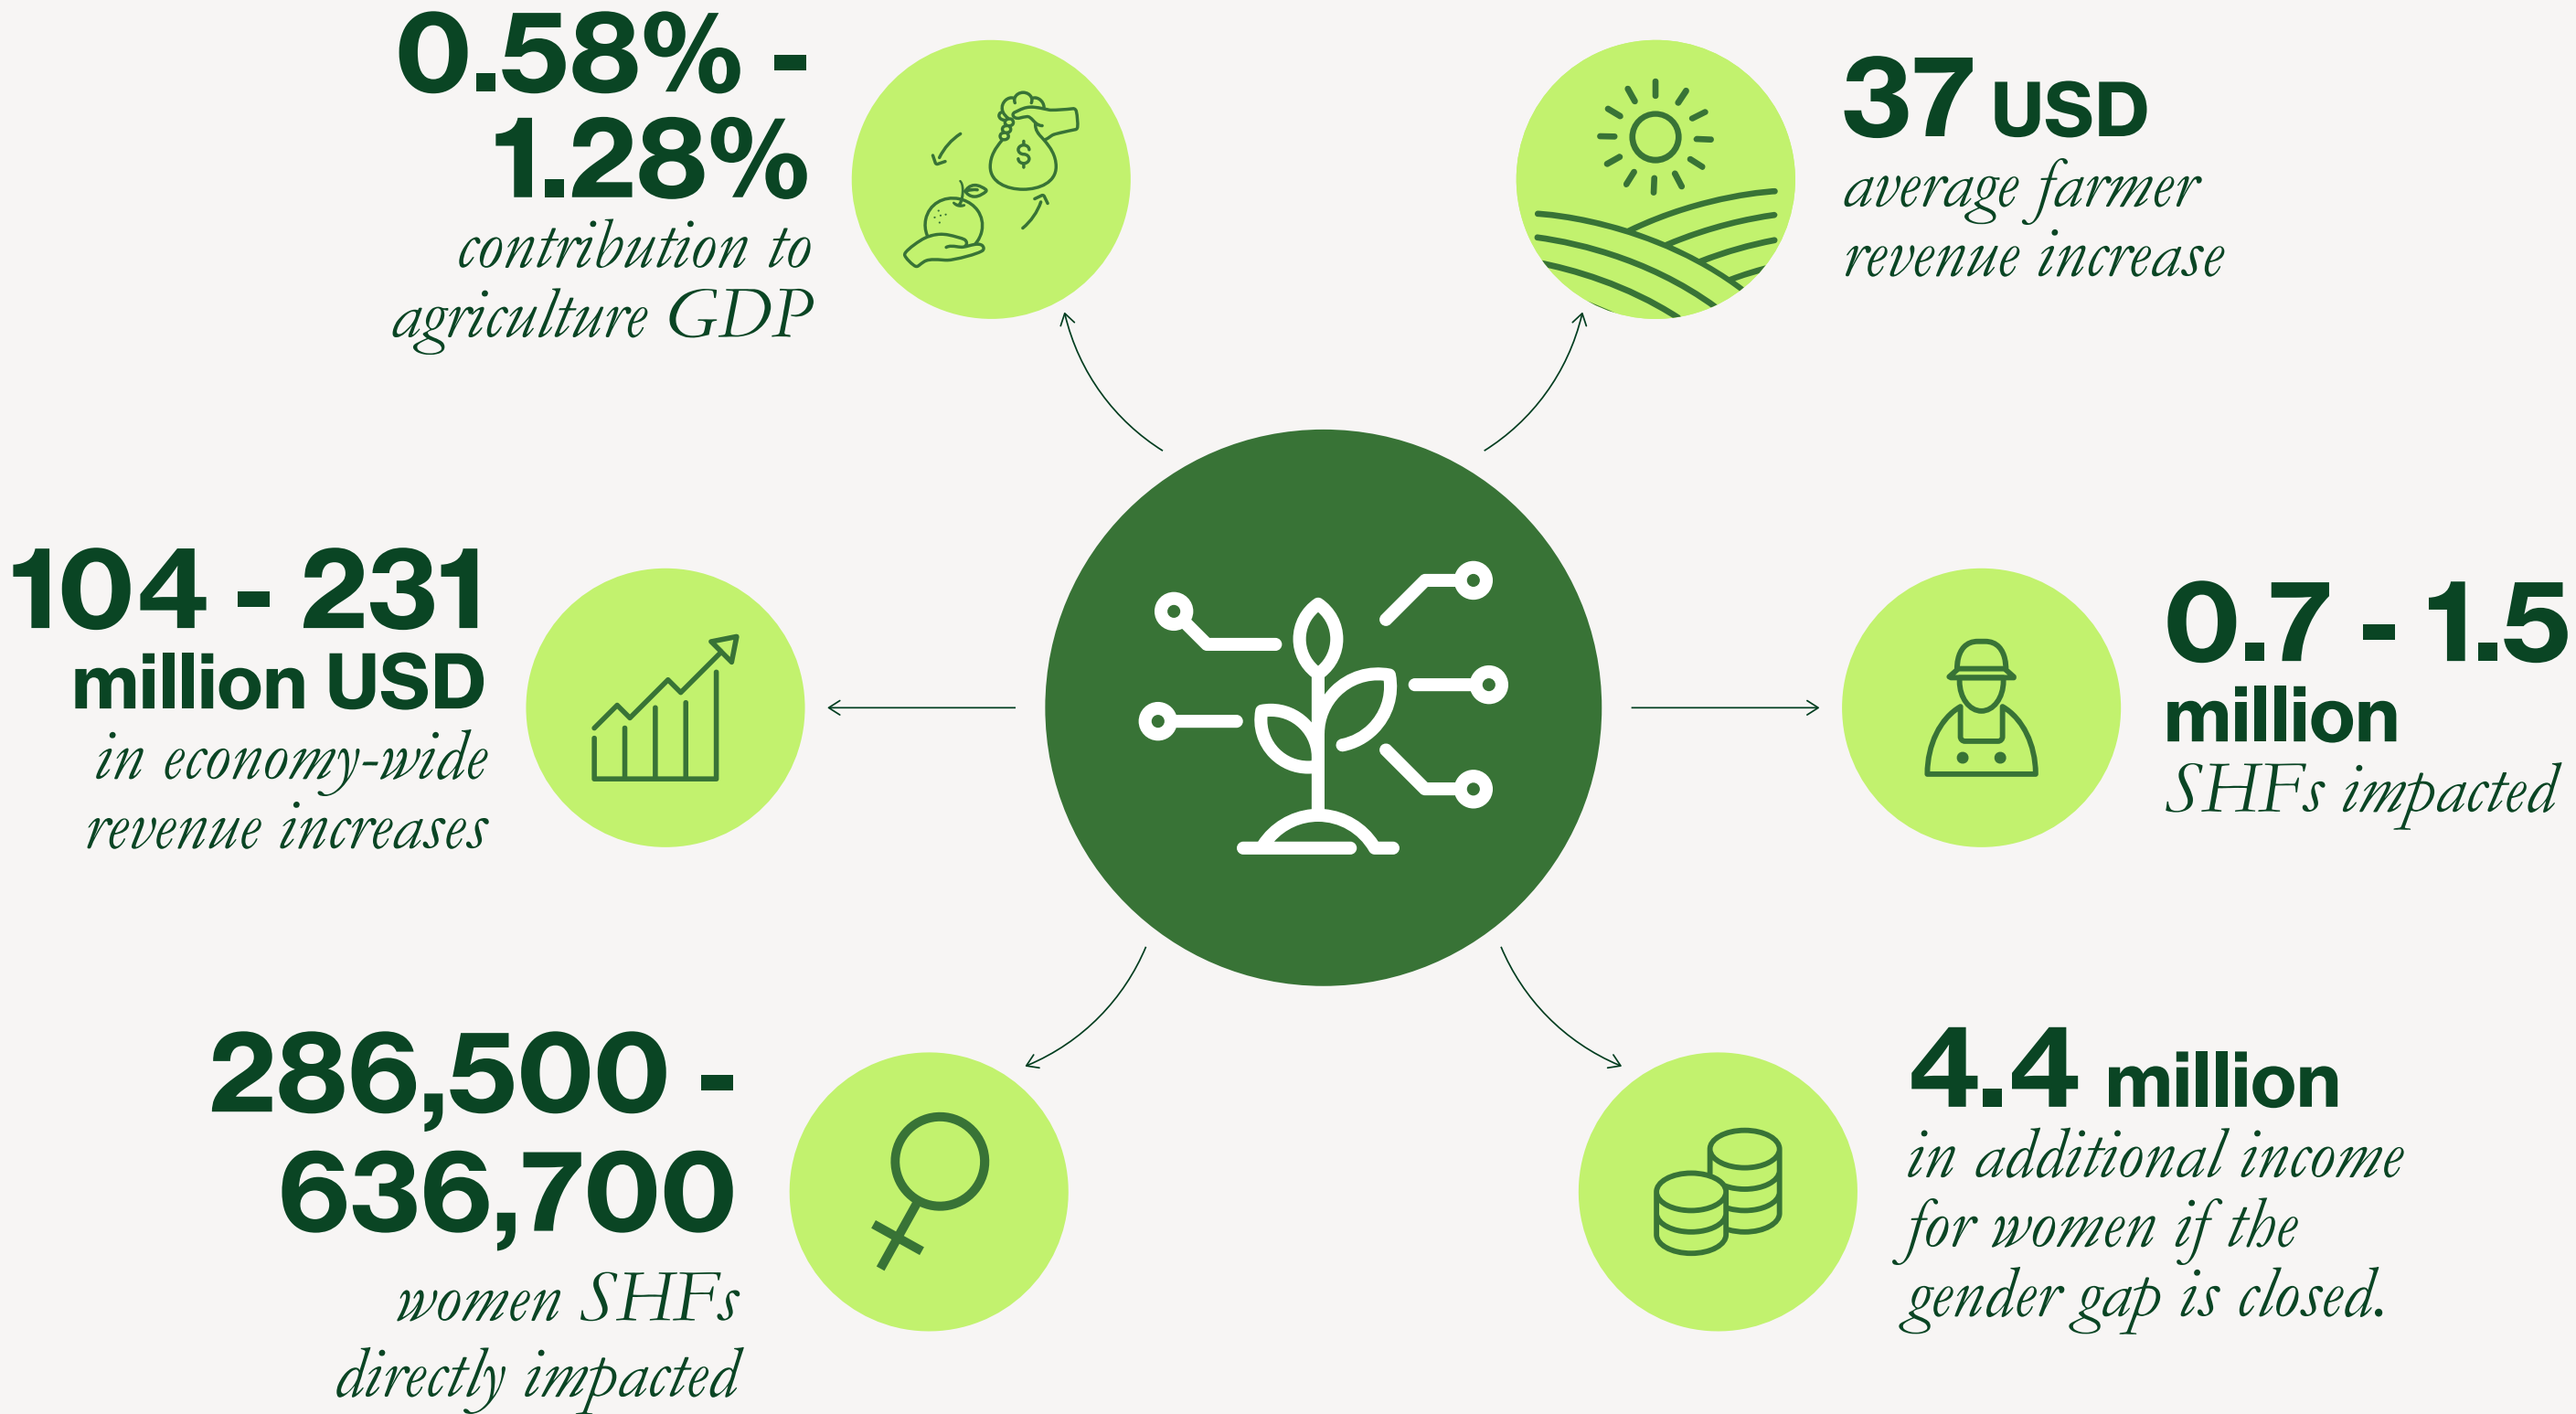 0.58% -
1.28%
contribution to
agriculture GDP
37 USD
average farmer
revenue increase
104 - 231
million USD
in economy-wide
revenue increases
0.7 - 1.5
million
SHFs impacted
286,500 -
636,700
women SHFs
directly impacted
4.4 million
in additional income
for women if the
gender gap is closed.
$